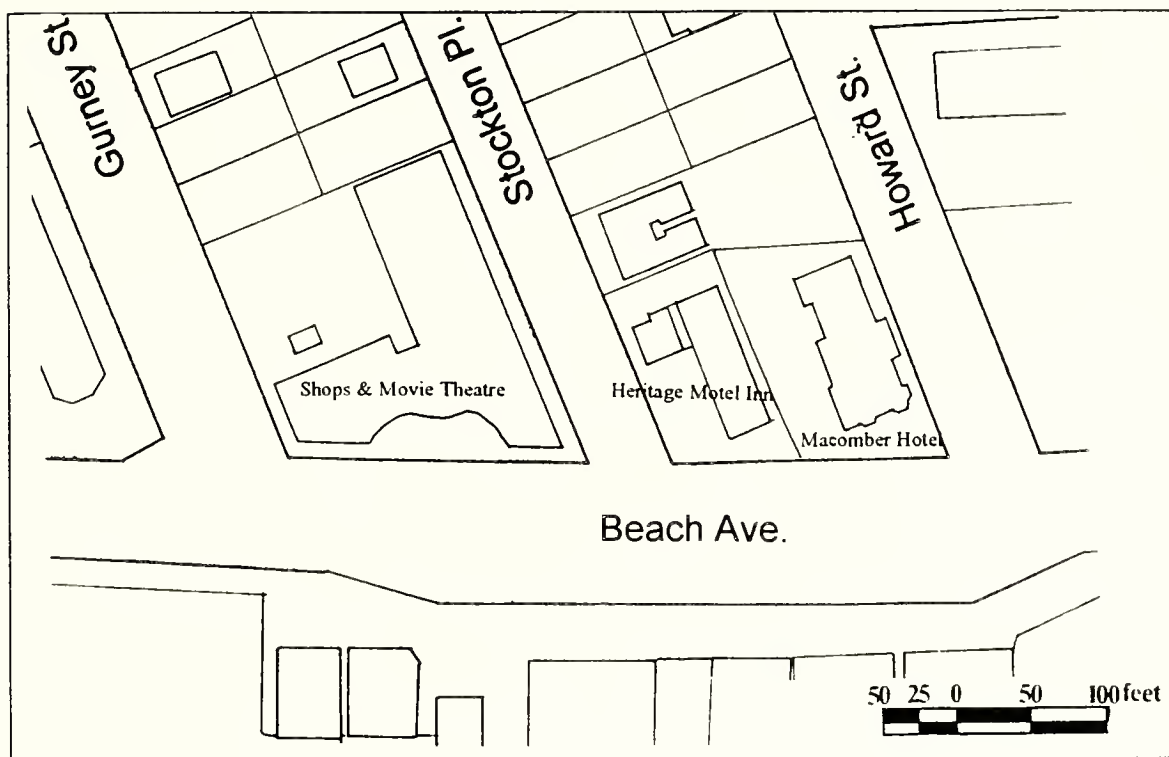 Gurney St
Stockton Pl.
Howard St.
Shops & Movie Theatre
Heritage Motel Inn
Macomber Hotel
Beach Ave.
50 25 0 50 100 feet